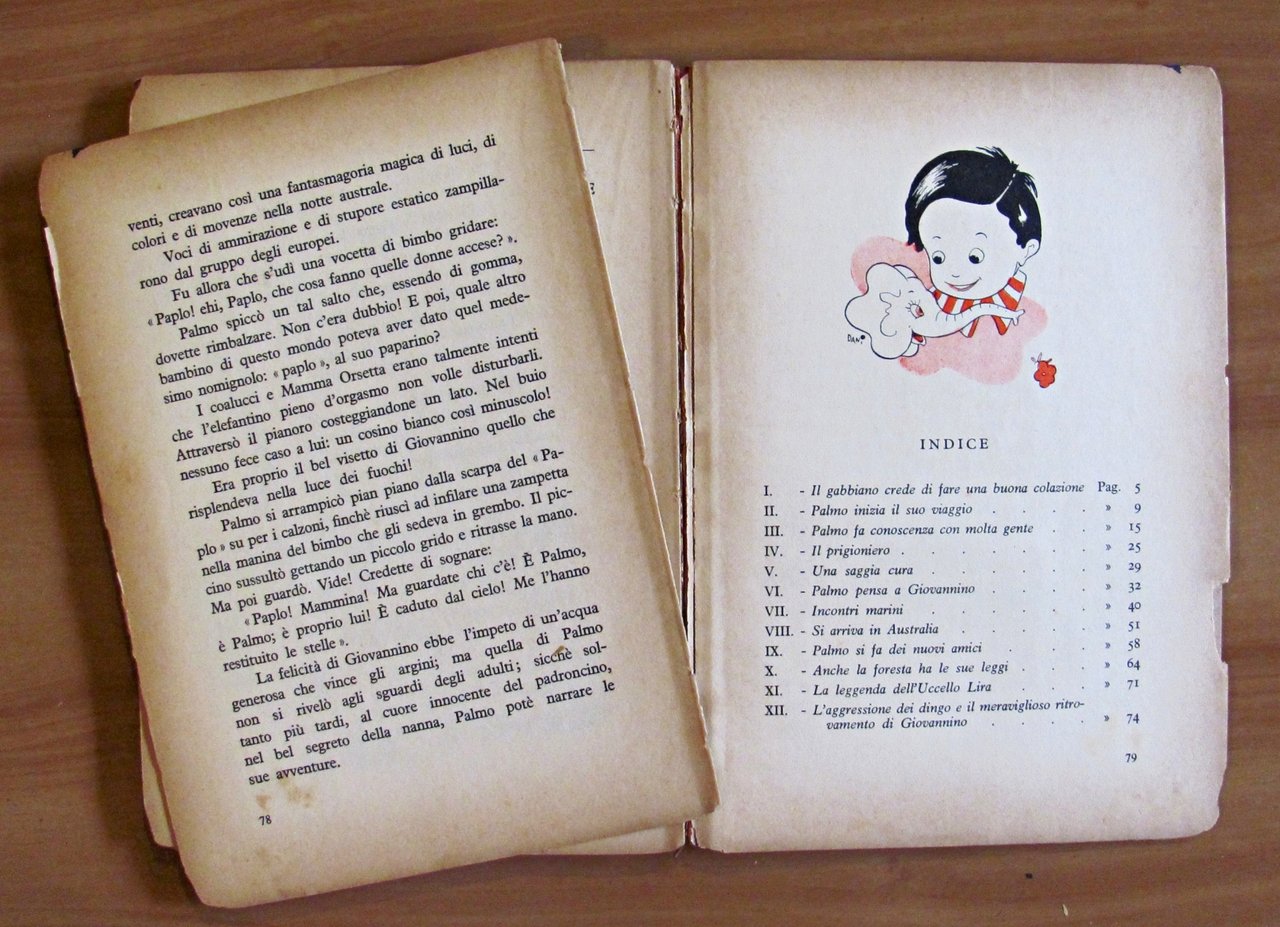 venti, creavano così una fantasmagoria magica di luci, di
colori e di movenze nella notte australe.
Voci di ammirazione e di stupore estatico zampilla-
rono dal gruppo degli europei.
Fu allora che s'udì una vocetta di bimbo gridare:
« Paplo! ehi, Paplo, che cosa fanno quelle donne accese? ».
Palmo spiccò un tal salto che, essendo di gomma,
dovette rimbalzare. Non c'era dubbio! E poi, quale altro
bambino di questo mondo poteva aver dato quel mede-
simo nomignolo: « paplo », al suo paparino?
I coalucci e Mamma Orsetta erano talmente intenti
che l'elefantino pieno d'orgasmo non volle disturbarli.
Attraversò il pianoro costeggiandone un lato. Nel buio
nessuno fece caso a lui: un cosino bianco così minuscolo!
Era proprio il bel visetto di Giovannino quello che
risplendeva nella luce dei fuochi!
Palmo si arrampicò pian piano dalla scarpa del « Pa-
plo » su per i calzoni, finchè riuscì ad infilare una zampetta
nella manina del bimbo che gli sedeva in grembo. Il pic-
cino sussultò gettando un piccolo grido e ritrasse la mano.
Ma poi guardò. Vide! Credette di sognare:
« Paplo! Mammina! Ma guardate chi c'è! È Palmo,
è Palmo; è proprio lui! È caduto dal cielo! Me l'hanno
restituito le stelle ».
La felicità di Giovannino ebbe l'impeto di un'acqua
generosa che vince gli argini; ma quella di Palmo
non si rivelò agli sguardi degli adulti; sicchè sol-
tanto più tardi, al cuore innocente del padroncino,
nel bel segreto della nanna, Palmo potè narrare le
sue avventure.
78
E
DANI
INDICE
I. - Il gabbiano crede di fare una buona colazione Pag. 5
II. - Palmo inizia il suo viaggio . . . . » 9
III. - Palmo fa conoscenza con molta gente . . . » 15
IV. - Il prigioniero . . . . . . . » 25
V. - Una saggia cura . . . . . . » 29
VI. - Palmo pensa a Giovannino . . . . » 32
VII. - Incontri marini . . . . . . » 40
VIII. - Si arriva in Australia . . . . . » 51
IX. - Palmo si fa dei nuovi amici . . . . » 58
X. - Anche la foresta ha le sue leggi . . . » 64
XI. - La leggenda dell'Uccello Lira . . . » 71
XII. - L'aggressione dei dingo e il meraviglioso ritro-
vamento di Giovannino . . . . » 74
79